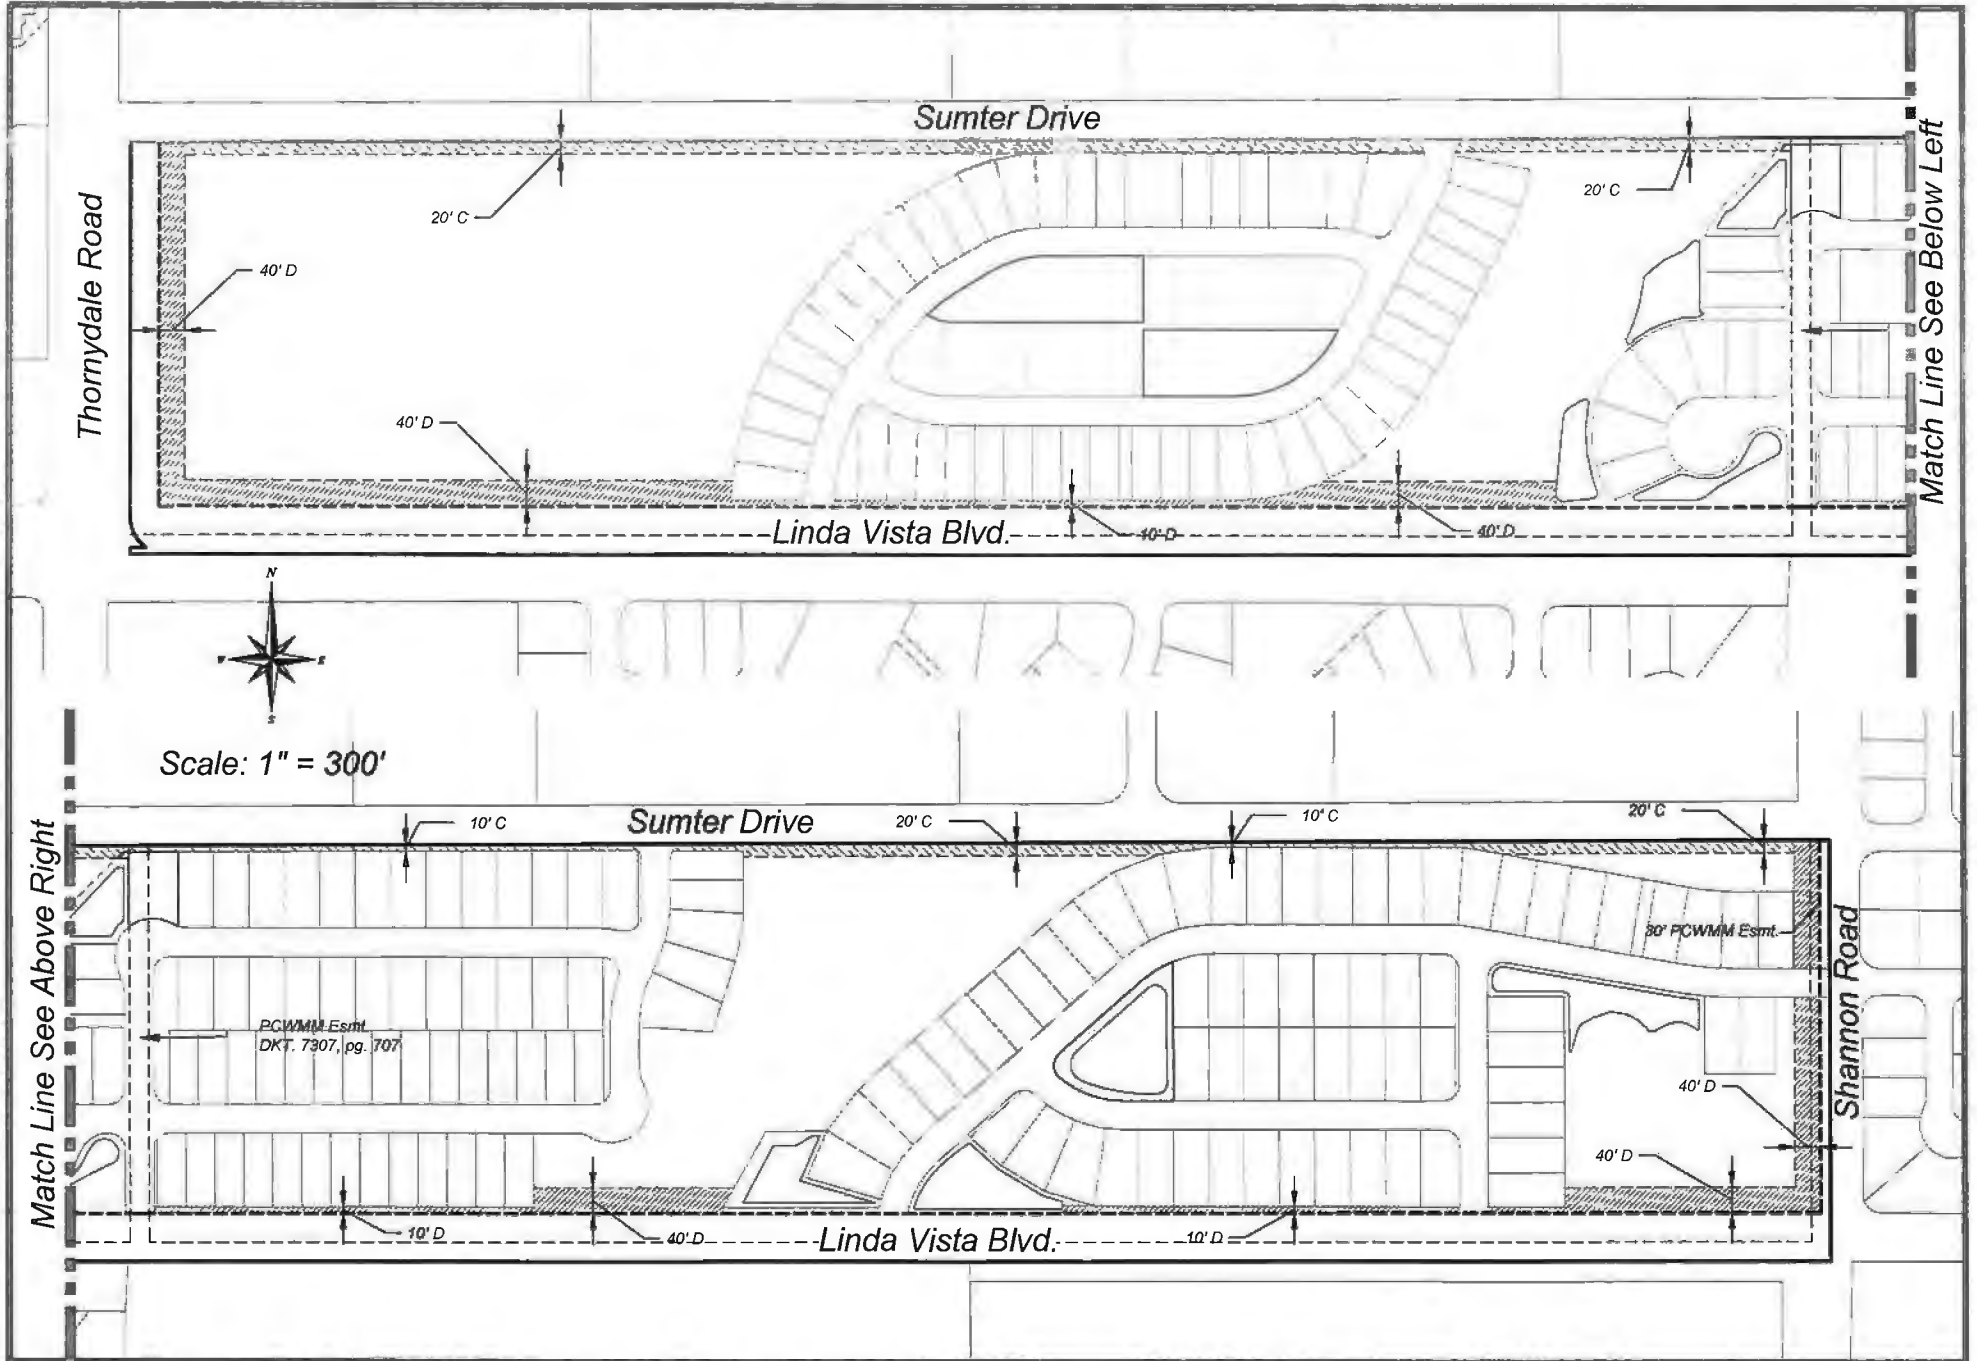 Sumter Drive
20' C
20' C
Thornydale Road
40' D
40' D
Match Line See Below Left
Linda Vista Blvd.
10' D
40' D
N
W
E
S
Scale: 1" = 300'
10' C
Sumter Drive
20' C
10' C
20' C
Match Line See Above Right
30' PCWMM Esmt.
Shannon Road
PCWMM Esmt.
DKT. 7307, pg. 707
40' D
40' D
10' D
40' D
Linda Vista Blvd.
10' D